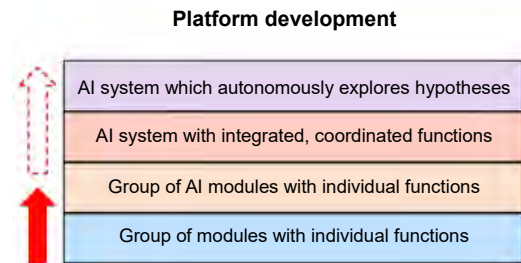 Platform development
AI system which autonomously explores hypotheses
AI system with integrated, coordinated functions
Group of AI modules with individual functions
Group of modules with individual functions